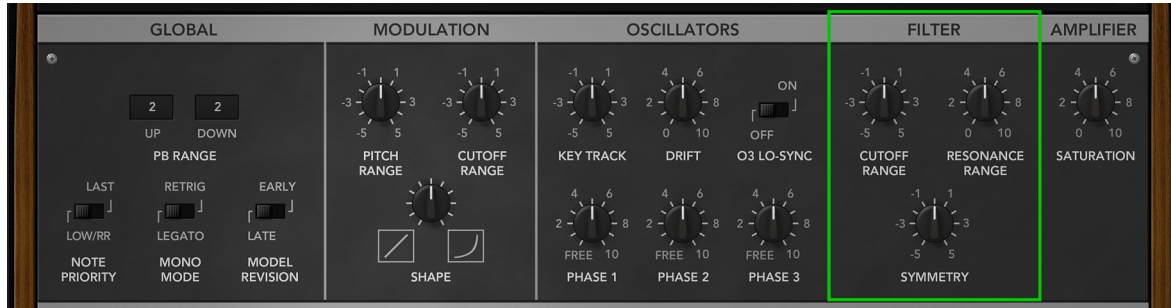 GLOBAL
MODULATION
OSCILLATORS
FILTER
AMPLIFIER
2 2
UP DOWN
PB RANGE
LAST
LOW/RR
NOTE
PRIORITY
RETRIG
LEGATO
MONO
MODE
EARLY
LATE
MODEL
REVISION
-1 1
-3 3
-5 5
PITCH
RANGE
-1 1
-3 3
-5 5
CUTOFF
RANGE
SHAPE
-1 1
-3 3
-5 5
KEY TRACK
4 6
2 8
0 10
DRIFT
ON
OFF
O3 LO-SYNC
4 6
2 8
FREE 10
PHASE 1
4 6
2 8
FREE 10
PHASE 2
4 6
2 8
FREE 10
PHASE 3
-1 1
-3 3
-5 5
CUTOFF
RANGE
4 6
2 8
0 10
RESONANCE
RANGE
-1 1
-3 3
-5 5
SYMMETRY
4 6
2 8
0 10
SATURATION